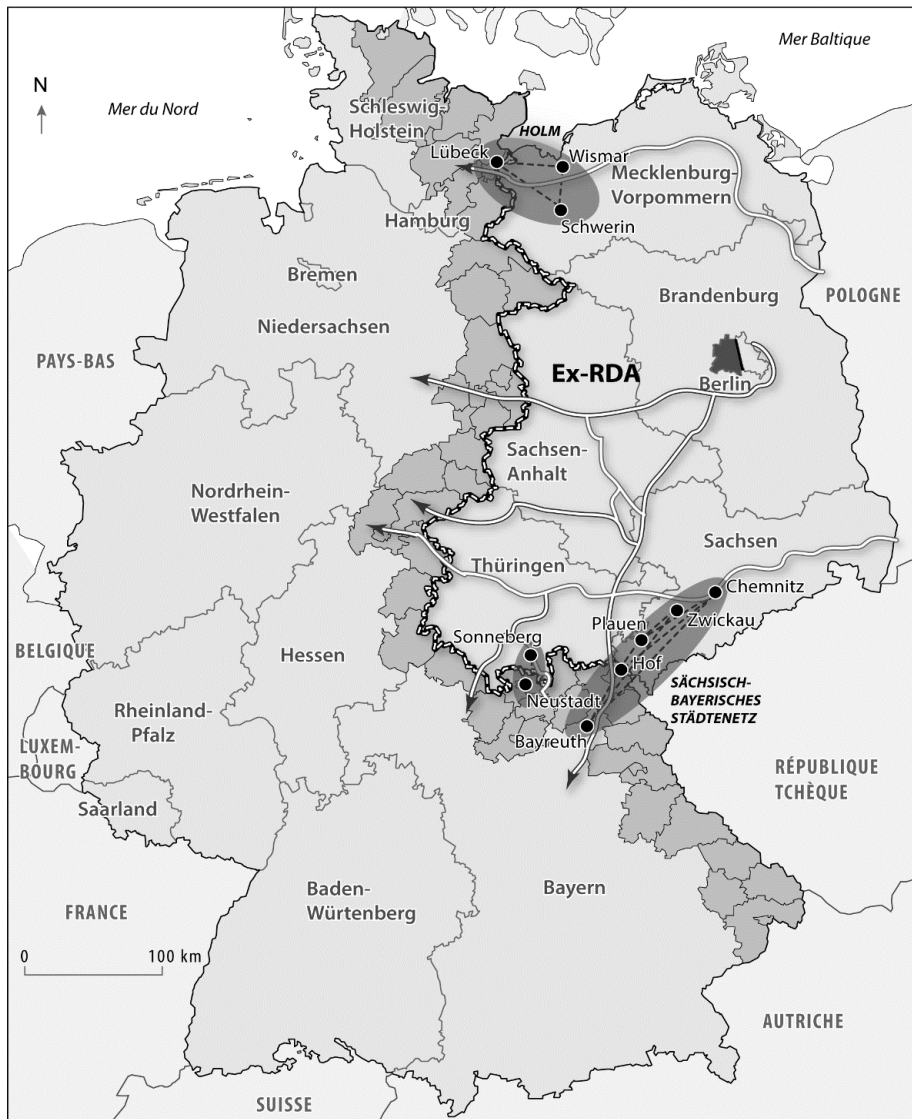 Mer Baltique
N
Mer du Nord
Schleswig-
Holstein
HOLM
Lübeck
Wismar
Mecklenburg-
Vorpommern
Hamburg
Schwerin
Bremen
Brandenburg
POLOGNE
Niedersachsen
PAYS-BAS
Ex-RDA
Berlin
Sachsen-
Anhalt
Nordrhein-
Westfalen
Sachsen
Thüringen
Chemnitz
Zwickau
Plauen
Sonneberg
BELGIQUE
Hessen
Hof
SÄCHSISCH-
BAYERISCHES
STÄDTENETZ
Neustadt
Rheinland-
Pfalz
Bayreuth
LUXEM-
BOURG
RÉPUBLIQUE
TCHÈQUE
Saarland
Baden-
Würtenberg
Bayern
FRANCE
0 100 km
AUTRICHE
SUISSE